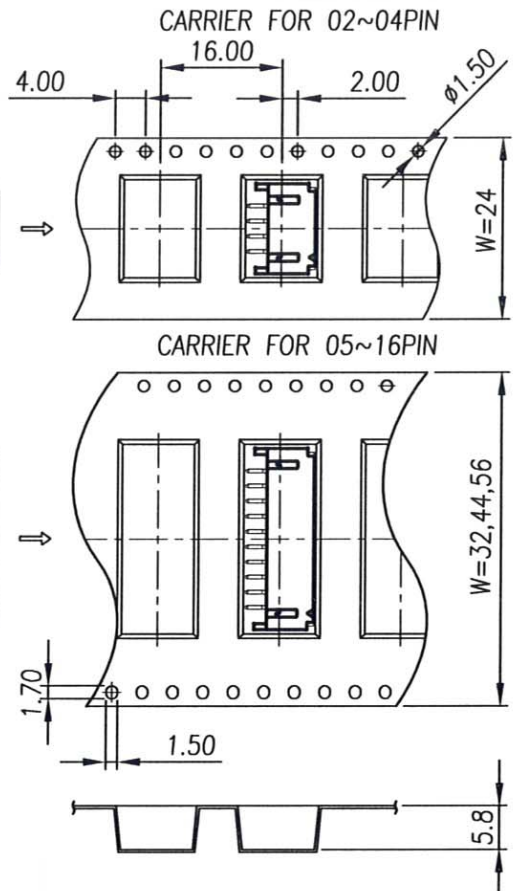 CARRIER FOR 02~04PIN
16.00
4.00
2.00
ø1.50
W=24
CARRIER FOR 05~16PIN
W=32,44,56
1.70
1.50
5.8